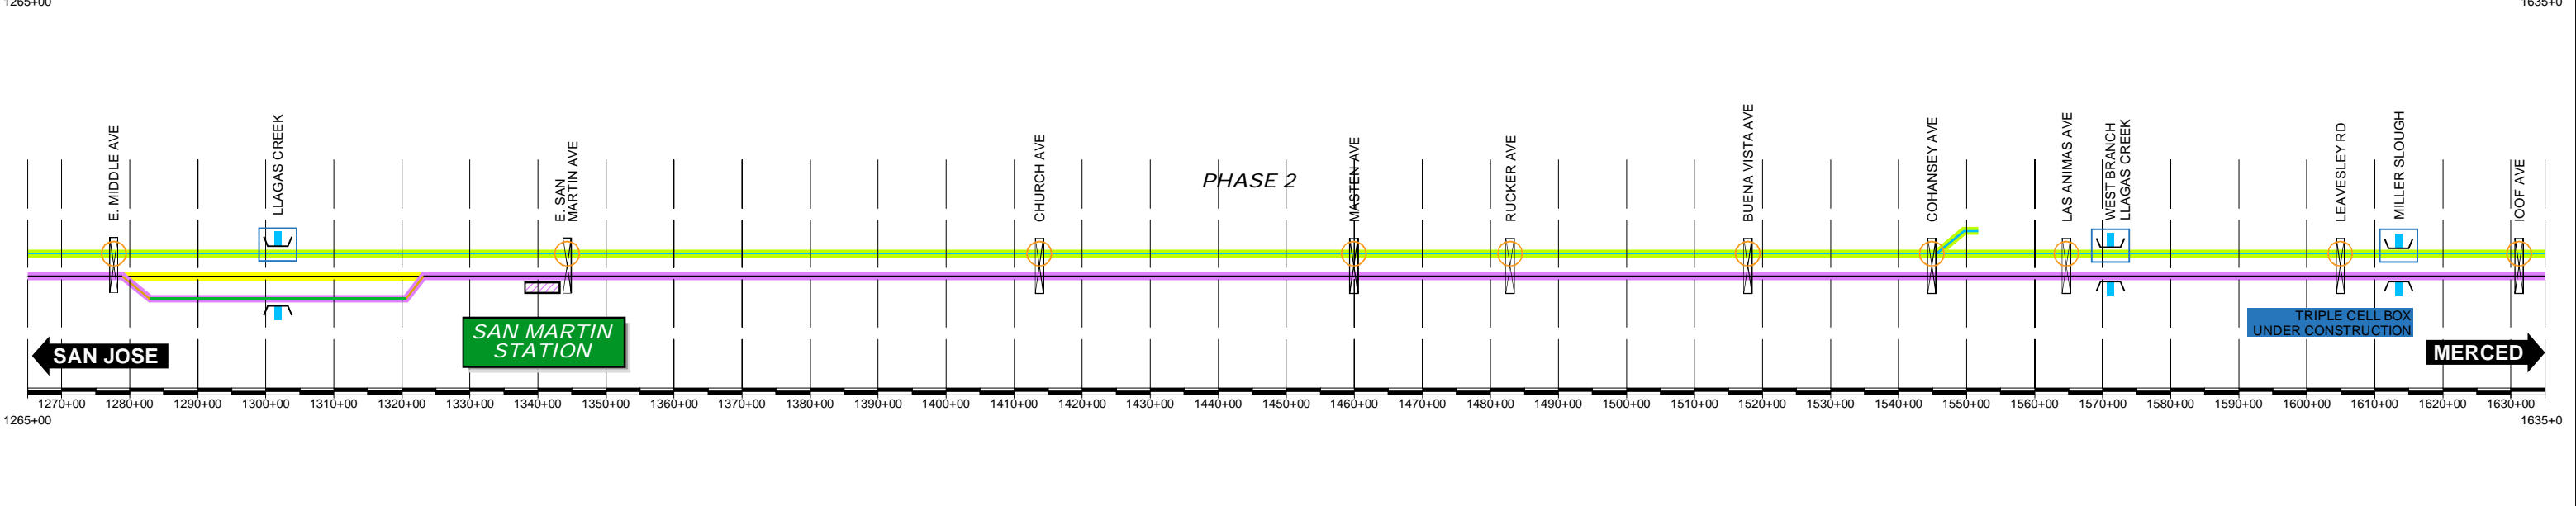 1265+00
1635+0
E. MIDDLE AVE
LLAGAS CREEK
E. SAN
MARTIN AVE
CHURCH AVE
PHASE 2
MASTEN AVE
RUCKER AVE
BUENA VISTA AVE
COHANSEY AVE
LAS ANIMAS AVE
WEST BRANCH
LLAGAS CREEK
LEAVESLEY RD
MILLER SLOUGH
IOOF AVE
TRIPLE CELL BOX
UNDER CONSTRUCTION
SAN MARTIN
STATION
SAN JOSE
MERCED
1270+00 1280+00 1290+00 1300+00 1310+00 1320+00 1330+00 1340+00 1350+00 1360+00 1370+00 1380+00 1390+00 1400+00 1410+00 1420+00 1430+00 1440+00 1450+00 1460+00 1470+00 1480+00 1490+00 1500+00 1510+00 1520+00 1530+00 1540+00 1550+00 1560+00 1570+00 1580+00 1590+00 1600+00 1610+00 1620+00 1630+00
1265+00
1635+0